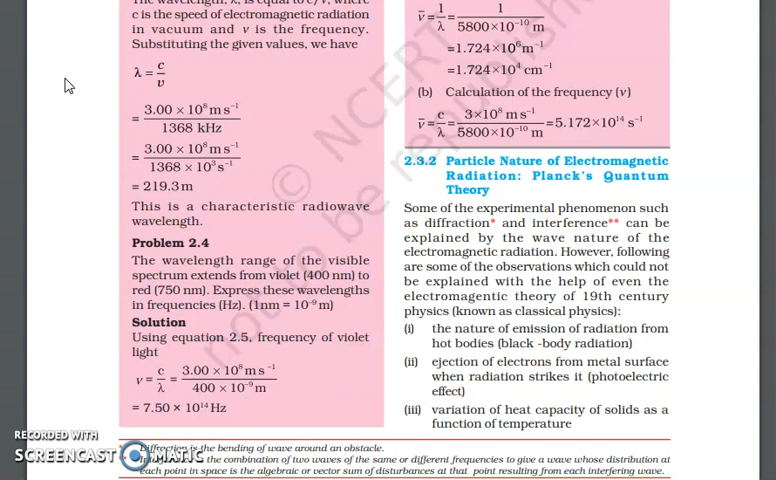 The wavelength, λ, is equal to c/ν, where
c is the speed of electromagnetic radiation
in vacuum and ν is the frequency.
Substituting the given values, we have
λ = c/υ
= 3.00 × 10⁸ m s⁻¹ / 1368 kHz
= 3.00 × 10⁸ m s⁻¹ / 1368 × 10³ s⁻¹
= 219.3 m
This is a characteristic radiowave
wavelength.
Problem 2.4
The wavelength range of the visible
spectrum extends from violet (400 nm) to
red (750 nm). Express these wavelengths
in frequencies (Hz). (1nm = 10⁻⁹ m)
Solution
Using equation 2.5, frequency of violet
light
ν = c/λ = 3.00 × 10⁸ m s⁻¹ / 400 × 10⁻⁹ m
= 7.50 × 10¹⁴ Hz
ν̄ = 1/λ = 1 / 5800×10⁻¹⁰ m
=1.724×10⁶ m⁻¹
=1.724×10⁴ cm⁻¹
(b) Calculation of the frequency (ν)
ν̄ = c/λ = 3×10⁸ m s⁻¹ / 5800×10⁻¹⁰ m =5.172×10¹⁴ s⁻¹
2.3.2 Particle Nature of Electromagnetic
Radiation: Planck's Quantum
Theory
Some of the experimental phenomenon such
as diffraction* and interference** can be
explained by the wave nature of the
electromagnetic radiation. However, following
are some of the observations which could not
be explained with the help of even the
electromagentic theory of 19th century
physics (known as classical physics):
(i) the nature of emission of radiation from
hot bodies (black -body radiation)
(ii) ejection of electrons from metal surface
when radiation strikes it (photoelectric
effect)
(iii) variation of heat capacity of solids as a
function of temperature
* Diffraction is the bending of wave around an obstacle.
is the combination of two waves of the same or different frequencies to give a wave whose distribution at
each point in space is the algebraic or vector sum of disturbances at that point resulting from each interfering wave.
© NCERT
not to be republished
RECORDED WITH
SCREENCAST MATIC